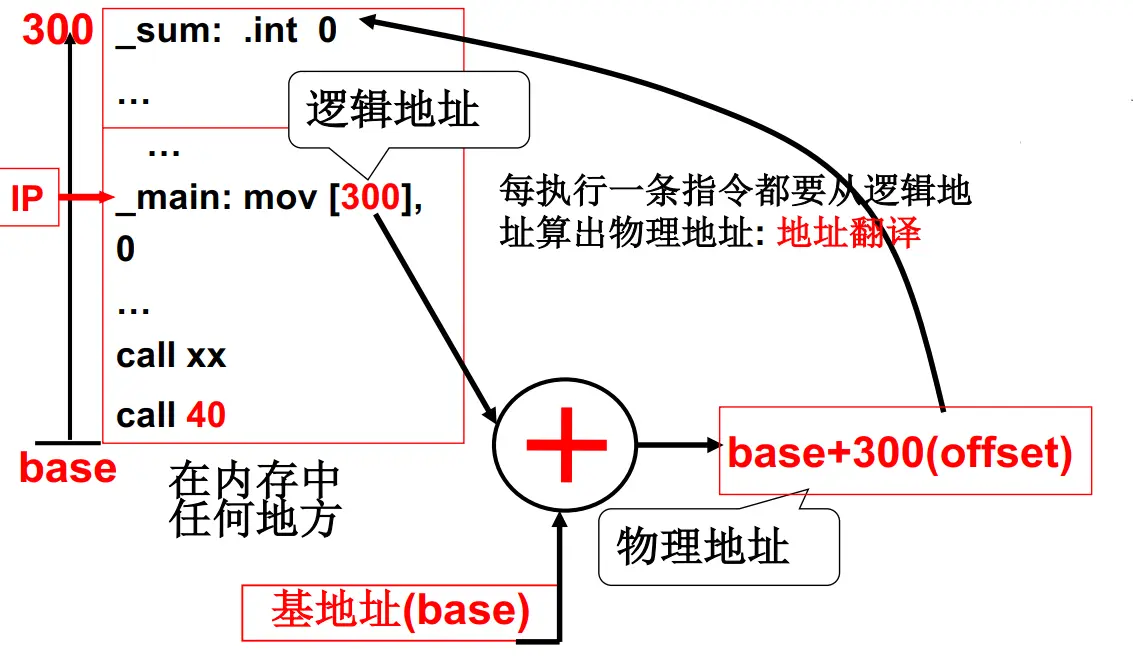 300
_sum: .int 0
...
逻辑地址
...
IP
_main: mov [300],
0
...
call xx
call 40
base
在内存中
任何地方
每执行一条指令都要从逻辑地
址算出物理地址: 地址翻译
+
base+300(offset)
物理地址
基地址(base)